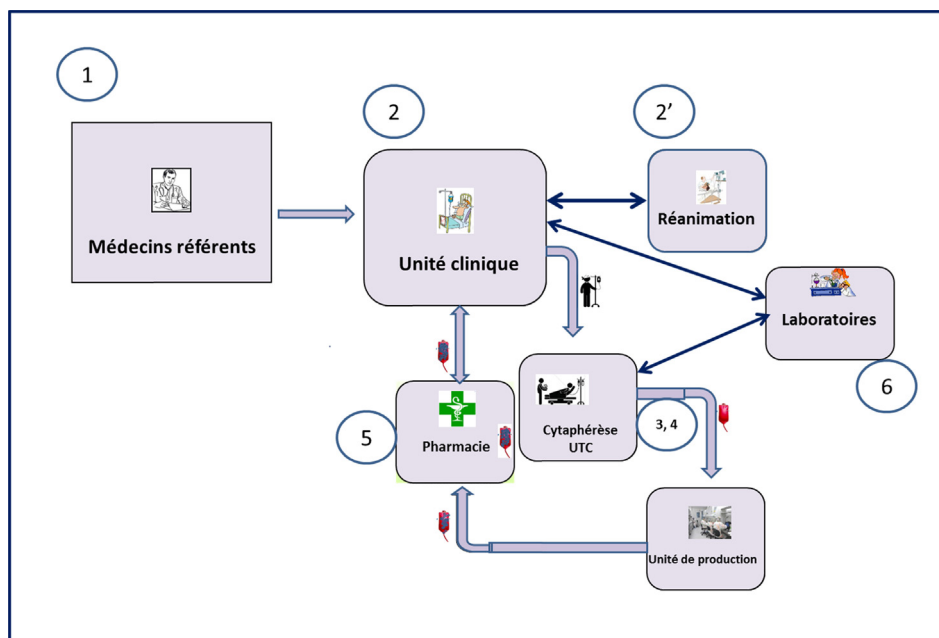 1
2
2’
Médecins référents
Unité clinique
Réanimation
Laboratoires
6
5
Pharmacie
Cytaphérèse
UTC
3, 4
Unité de production